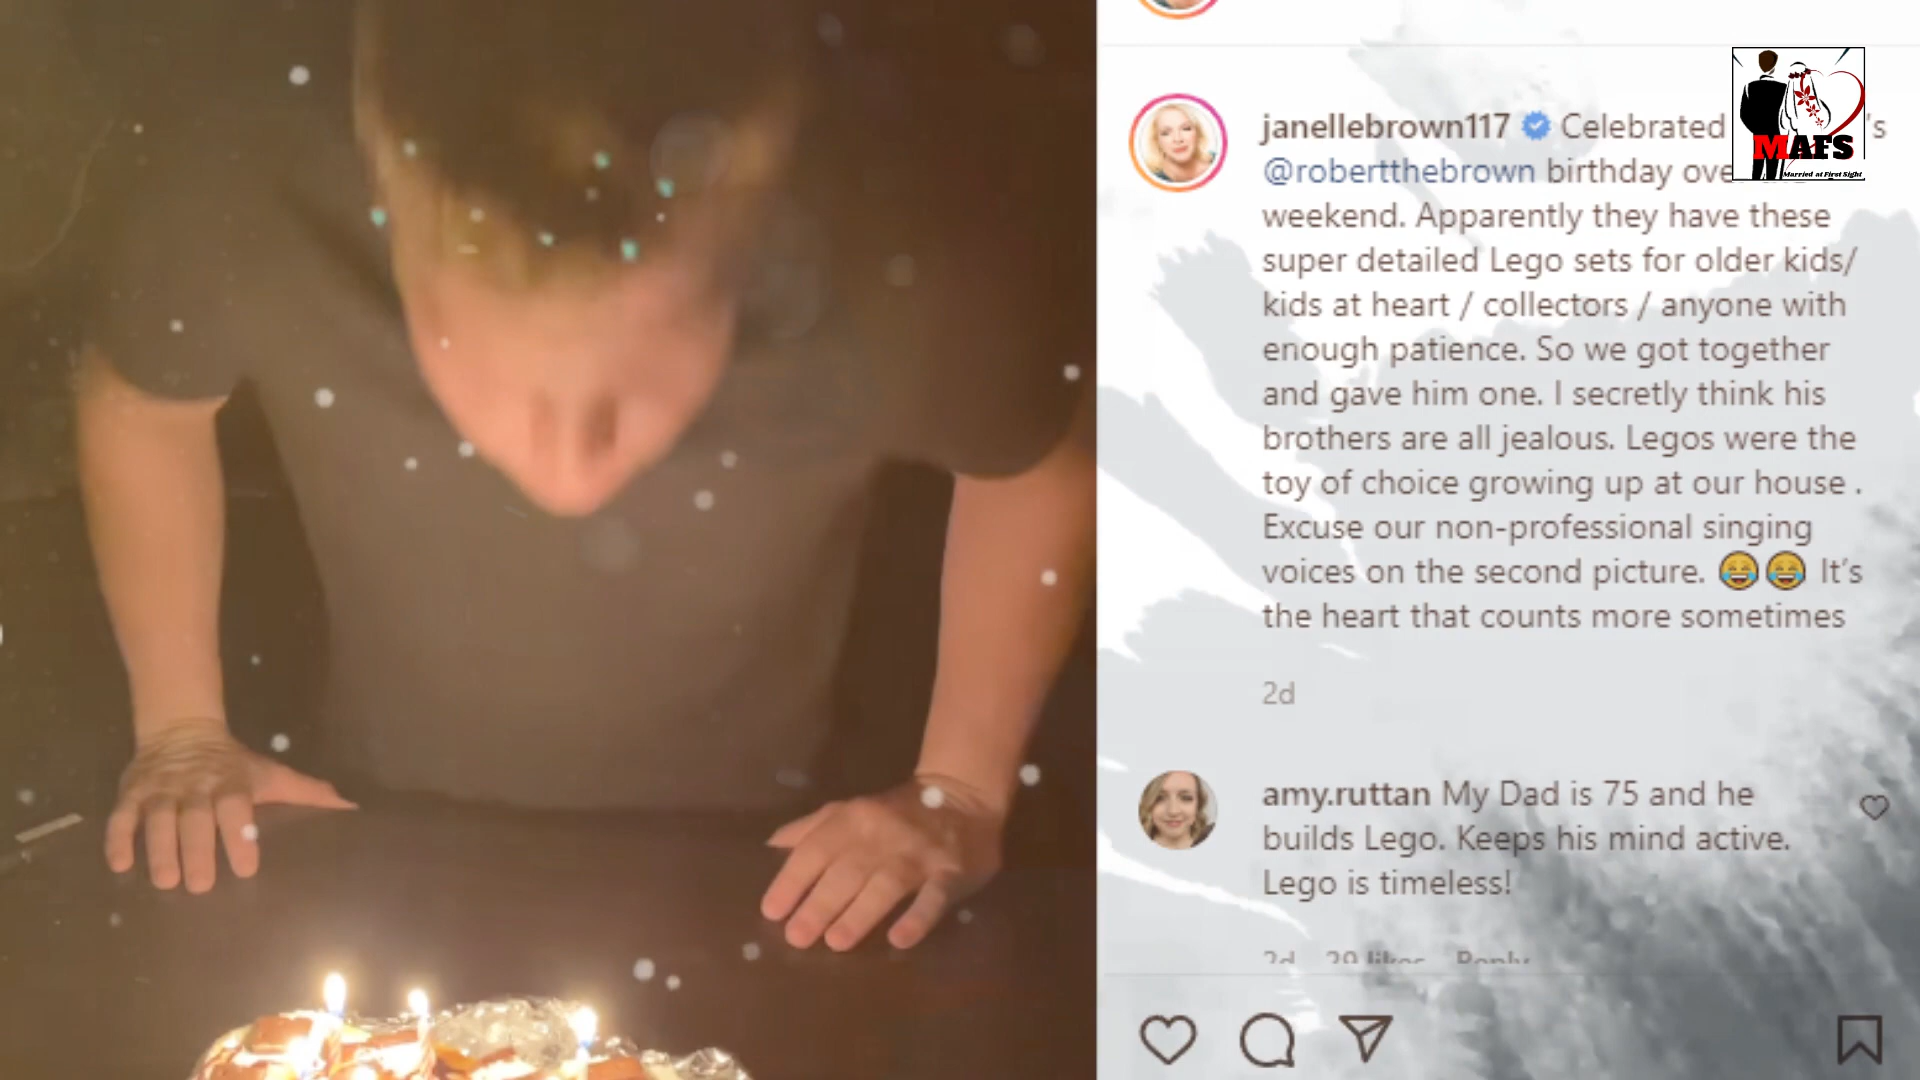 janellebrown117 Celebrated 's
@robertthebrown birthday ove
weekend. Apparently they have these
super detailed Lego sets for older kids/
kids at heart / collectors / anyone with
enough patience. So we got together
and gave him one. I secretly think his
brothers are all jealous. Legos were the
toy of choice growing up at our house .
Excuse our non-professional singing
voices on the second picture. 😂😂 It's
the heart that counts more sometimes
2d
MAFS
Married at First Sight
amy.ruttan My Dad is 75 and he
builds Lego. Keeps his mind active.
Lego is timeless!
2d 29 likes Reply